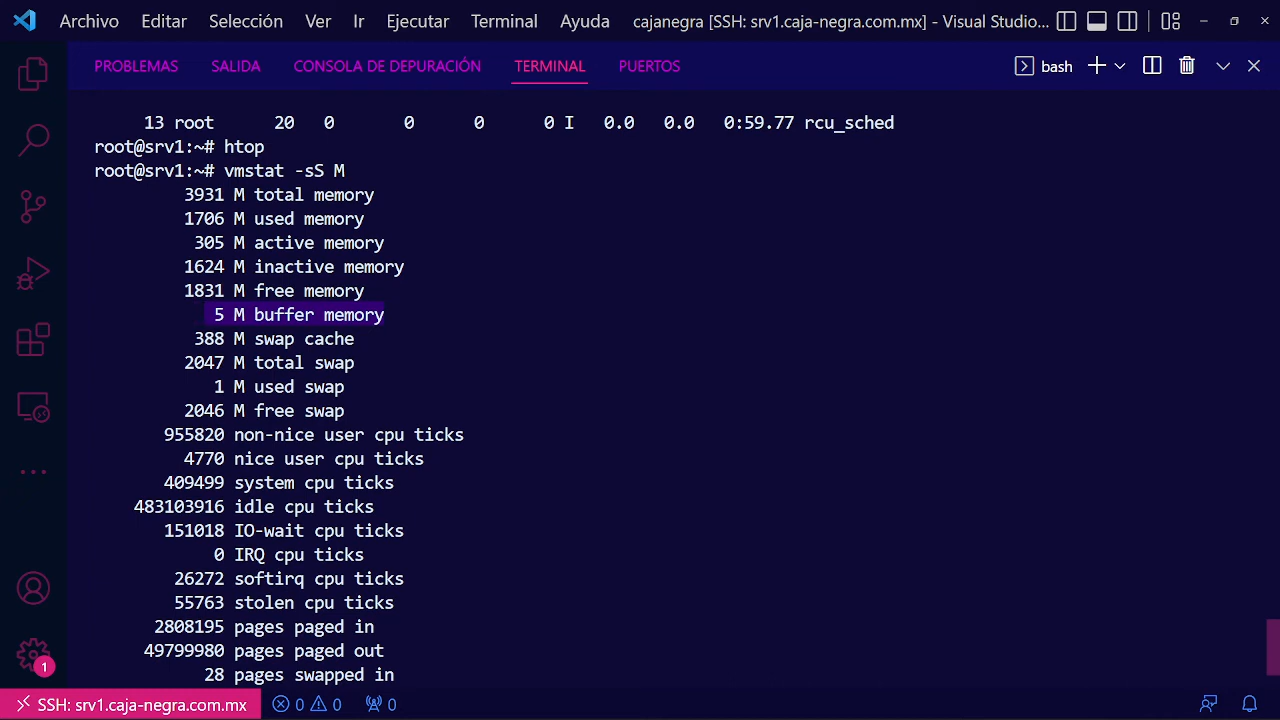 Archivo Editar Selección Ver Ir Ejecutar Terminal Ayuda cajanegra [SSH: srv1.caja-negra.com.mx] - Visual Studio...
PROBLEMAS SALIDA CONSOLA DE DEPURACIÓN TERMINAL PUERTOS bash
13 root 20 0 0 0 0 I 0.0 0.0 0:59.77 rcu_sched
root@srv1:~# htop
root@srv1:~# vmstat -sS M
3931 M total memory
1706 M used memory
305 M active memory
1624 M inactive memory
1831 M free memory
5 M buffer memory
388 M swap cache
2047 M total swap
1 M used swap
2046 M free swap
955820 non-nice user cpu ticks
4770 nice user cpu ticks
409499 system cpu ticks
483103916 idle cpu ticks
151018 IO-wait cpu ticks
0 IRQ cpu ticks
26272 softirq cpu ticks
55763 stolen cpu ticks
2808195 pages paged in
49799980 pages paged out
28 pages swapped in
1
SSH: srv1.caja-negra.com.mx 0 0 0